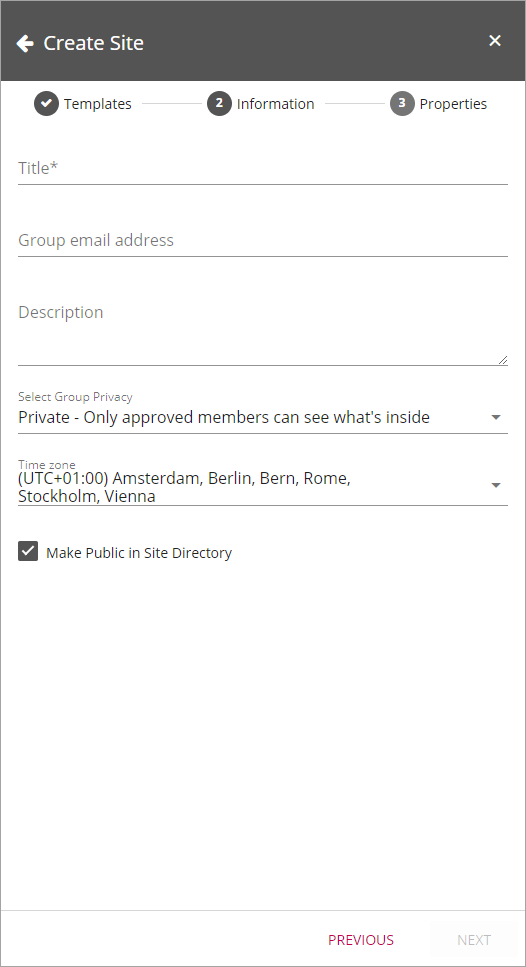 Create Site
Templates 2 Information 3 Properties
Title*
Group email address
Description
Select Group Privacy
Private - Only approved members can see what's inside
Time zone
(UTC+01:00) Amsterdam, Berlin, Bern, Rome,
Stockholm, Vienna
Make Public in Site Directory
PREVIOUS NEXT